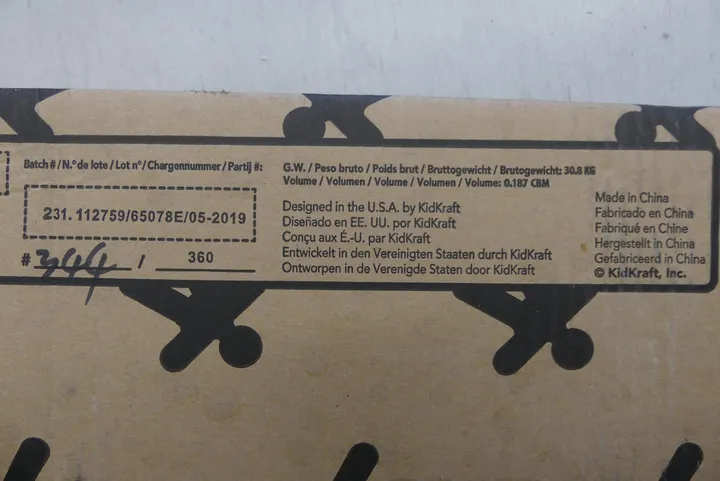 Batch # / N.º de lote / Lot n° / Chargennummer / Partij #:
231. 112759/65078E/05-2019
# 344 / 360
G.W. / Peso bruto / Poids brut / Bruttogewicht / Brutogewicht: 30.8 KG
Volume / Volumen / Volume / Volumen / Volume: 0.187 CBM
Designed in the U.S.A. by KidKraft
Diseñado en EE. UU. por KidKraft
Conçu aux É.-U. par KidKraft
Entwickelt in den Vereinigten Staaten durch KidKraft
Ontworpen in de Verenigde Staten door KidKraft
Made in China
Fabricado en China
Fabriqué en Chine
Hergestellt in China
Gefabriceerd in China
© KidKraft, Inc.